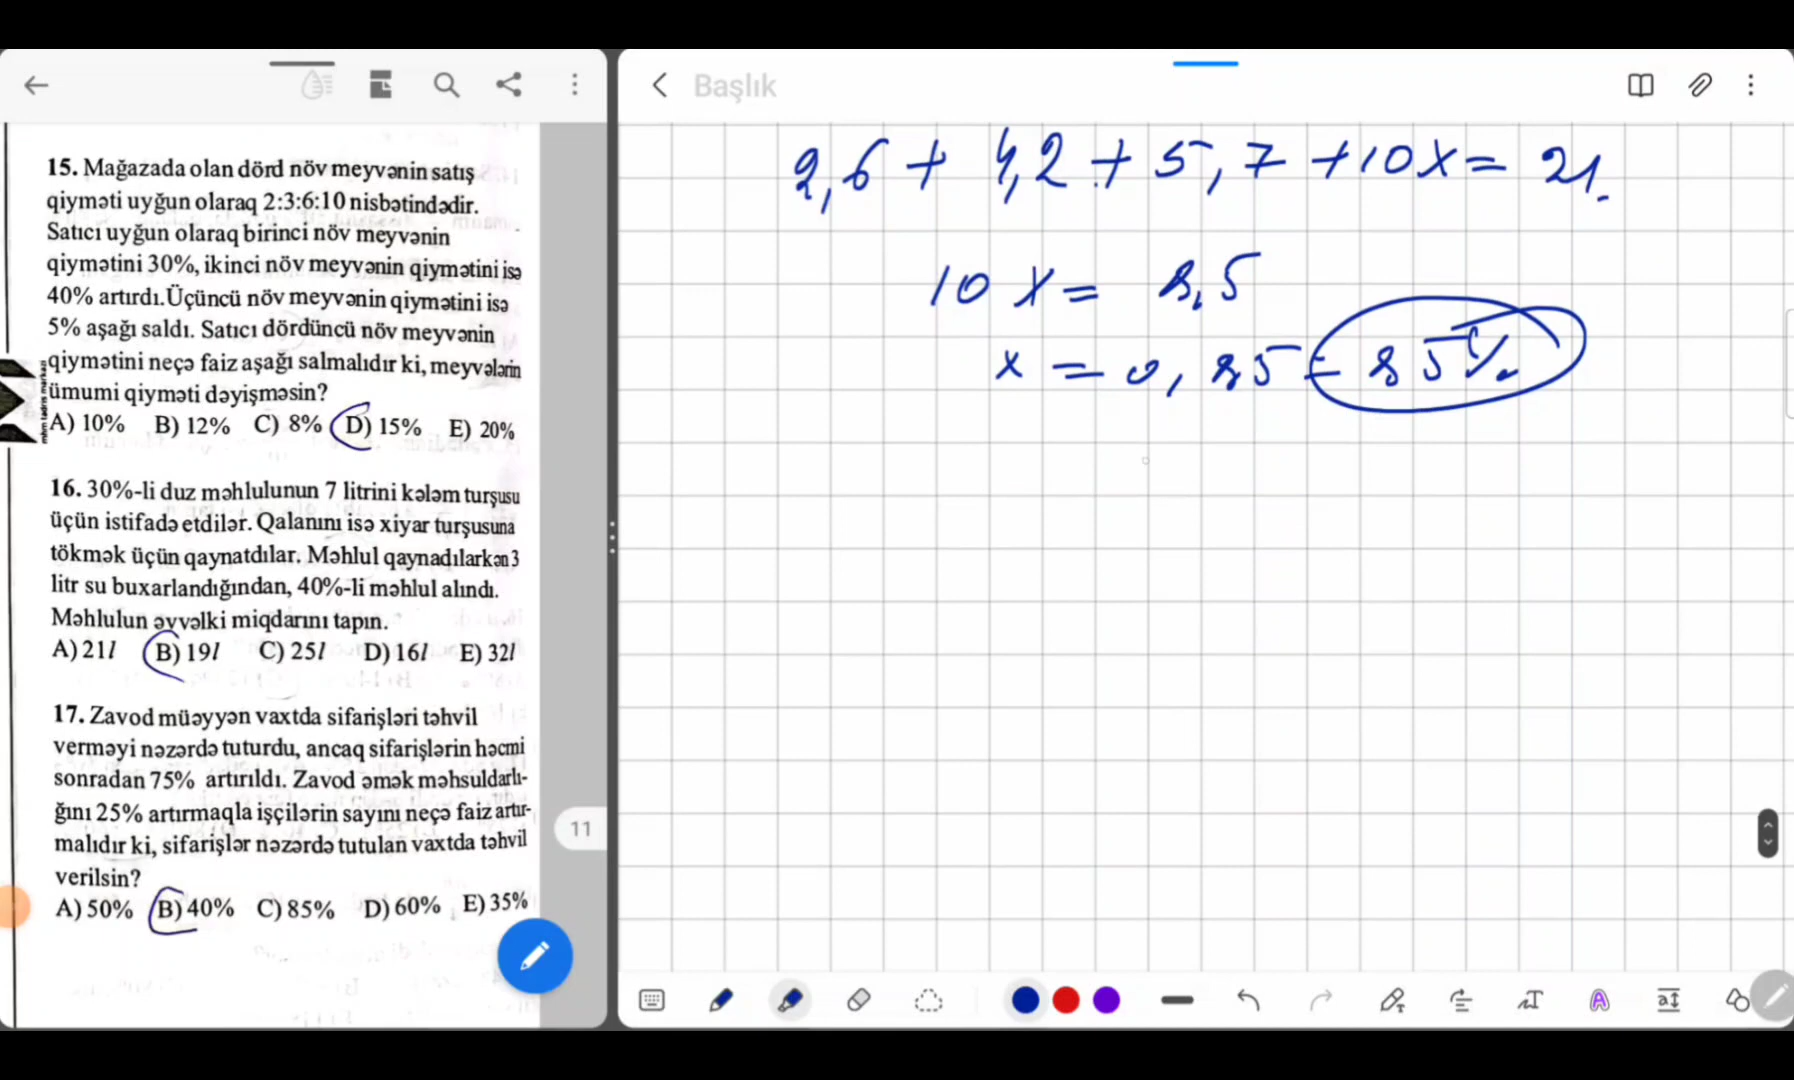 Başlık
15. Mağazada olan dörd növ meyvənin satış
qiyməti uyğun olaraq 2:3:6:10 nisbətindədir.
Satıcı uyğun olaraq birinci növ meyvənin
qiymətini 30%, ikinci növ meyvənin qiymətini isə
40% artırdı.Üçüncü növ meyvənin qiymətini isə
5% aşağı saldı. Satıcı dördüncü növ meyvənin
qiymətini neçə faiz aşağı salmalıdır ki, meyvələrin
ümumi qiyməti dəyişməsin?
A) 10% B) 12% C) 8% D) 15% E) 20%
16. 30%-li duz məhlulunun 7 litrini kələm turşusu
üçün istifadə etdilər. Qalanını isə xiyar turşusuna
tökmək üçün qaynatdılar. Məhlul qaynadılarkən 3
litr su buxarlandığından, 40%-li məhlul alındı.
Məhlulun əvvəlki miqdarını tapın.
A) 21l B) 19l C) 25l D) 16l E) 32l
17. Zavod müəyyən vaxtda sifarişləri təhvil
verməyi nəzərdə tuturdu, ancaq sifarişlərin həcmi
sonradan 75% artırıldı. Zavod əmək məhsuldarlı-
ğını 25% artırmaqla işçilərin sayını neçə faiz artır-
malıdır ki, sifarişlər nəzərdə tutulan vaxtda təhvil
verilsin?
A) 50% B) 40% C) 85% D) 60% E) 35%
11
2,6 + 4,2 + 5,7 + 10x = 21.
10x = 8,5
x = 0,85 = 85%